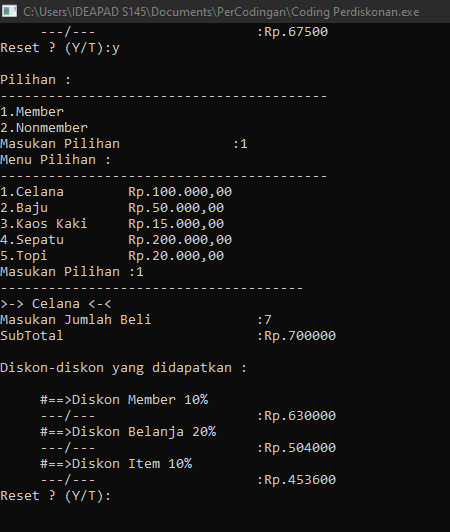 C:\Users\IDEAPAD S145\Documents\PerCodingan\Coding Perdiskonan.exe
---/--- :Rp.67500
Reset ? (Y/T):y
Pilihan :
-----------------------------------------
1.Member
2.Nonmember
Masukan Pilihan :1
Menu Pilihan :
-----------------------------------------
1.Celana Rp.100.000,00
2.Baju Rp.50.000,00
3.Kaos Kaki Rp.15.000,00
4.Sepatu Rp.200.000,00
5.Topi Rp.20.000,00
Masukan Pilihan :1
--------------------------------------
>-> Celana <-<
Masukan Jumlah Beli :7
SubTotal :Rp.700000
Diskon-diskon yang didapatkan :
#==>Diskon Member 10%
---/--- :Rp.630000
#==>Diskon Belanja 20%
---/--- :Rp.504000
#==>Diskon Item 10%
---/--- :Rp.453600
Reset ? (Y/T):